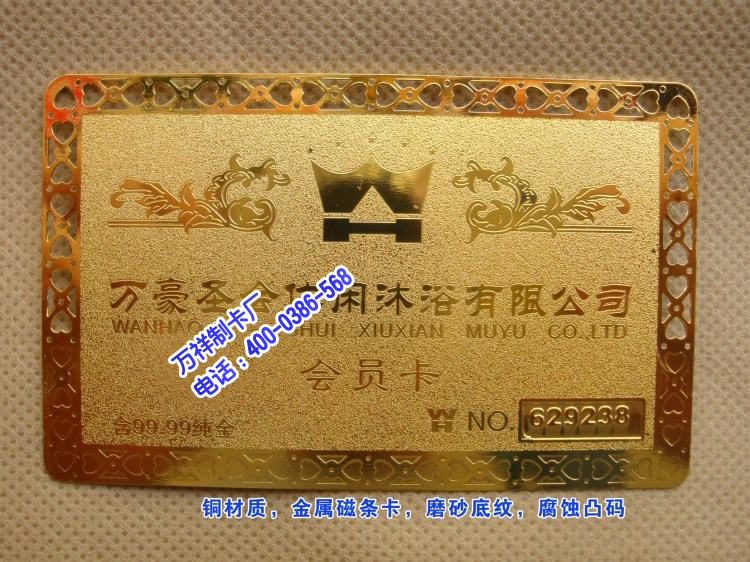 万豪圣会休闲沐浴有限公司
WANHAO HUI XIUXIAN MUYU CO.,LTD
万祥制卡厂
电话：400-0386-568
会员卡
NO. 629238
含99.99纯金
铜材质，金属磁条卡，磨砂底纹，腐蚀凸码